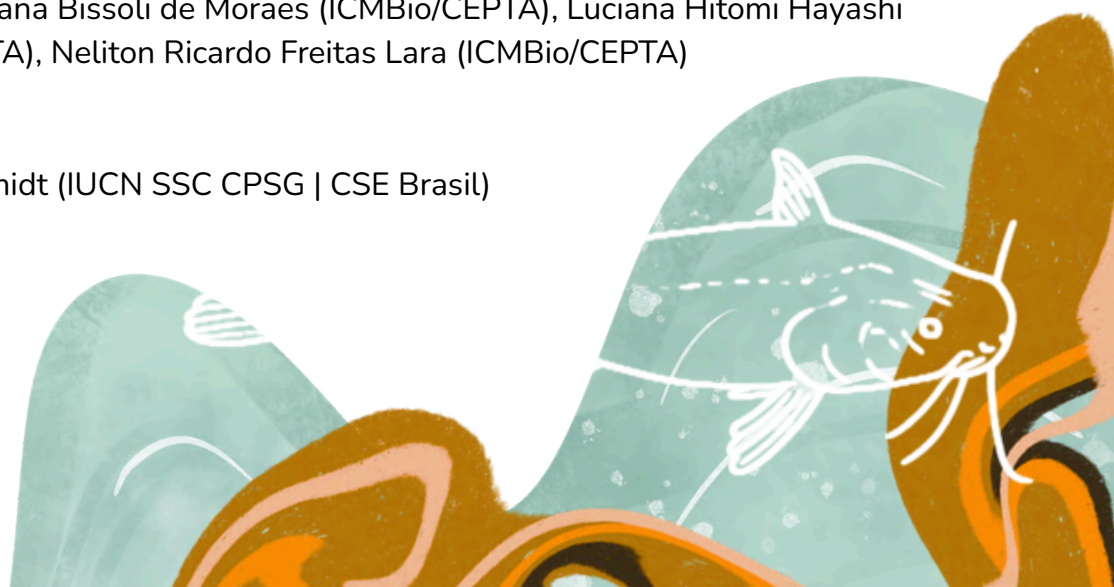 ana Bissoli de Moraes (ICMBio/CEPTA), Luciana Hitomi Hayashi
TA), Neliton Ricardo Freitas Lara (ICMBio/CEPTA)
midt (IUCN SSC CPSG | CSE Brasil)